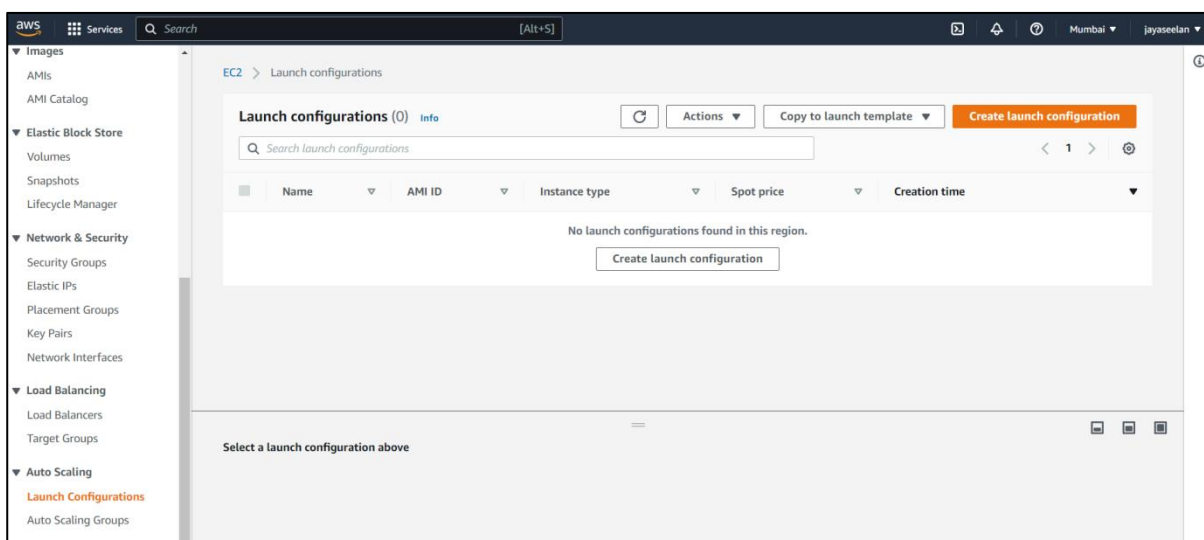 aws Services Search [Alt+S] Mumbai jayaseelan
Images
AMIs
AMI Catalog
Elastic Block Store
Volumes
Snapshots
Lifecycle Manager
Network & Security
Security Groups
Elastic IPs
Placement Groups
Key Pairs
Network Interfaces
Load Balancing
Load Balancers
Target Groups
Auto Scaling
Launch Configurations
Auto Scaling Groups
EC2 > Launch configurations
Launch configurations (0) Info Actions Copy to launch template Create launch configuration
Search launch configurations < 1 >
Name AMI ID Instance type Spot price Creation time
No launch configurations found in this region.
Create launch configuration
Select a launch configuration above